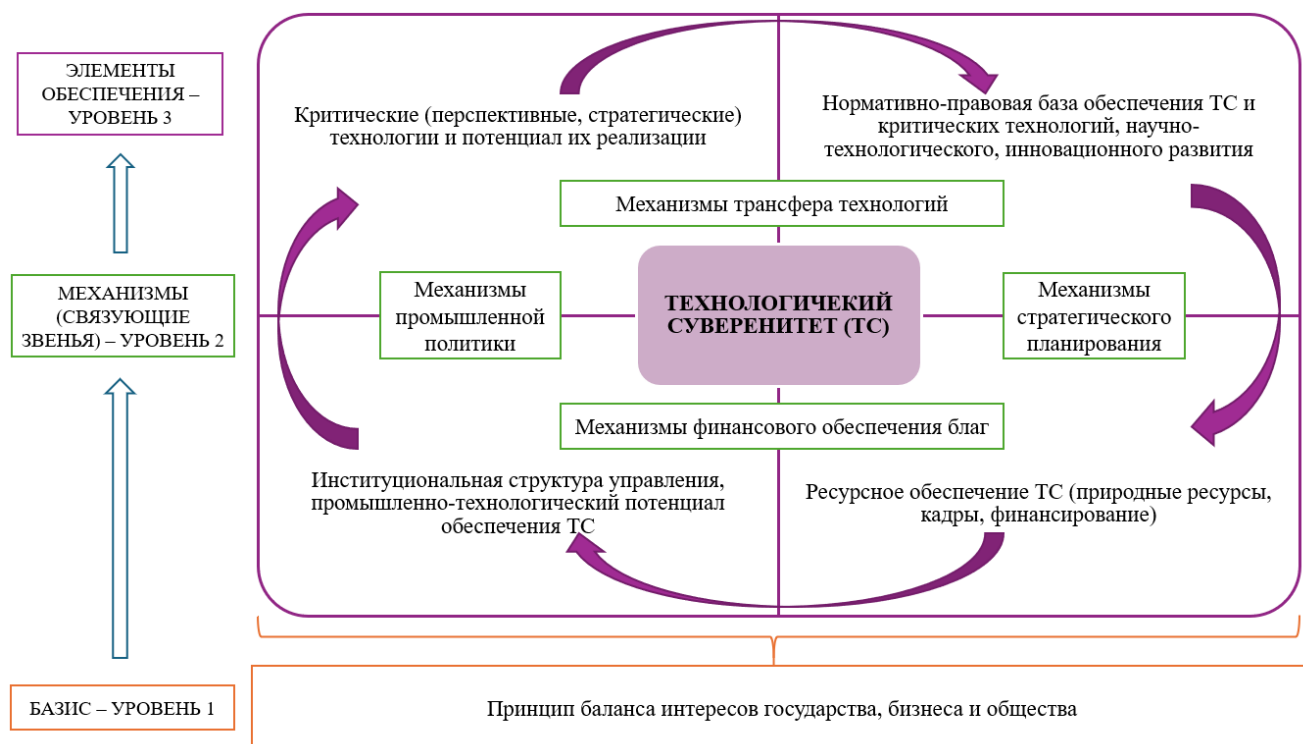 ЭЛЕМЕНТЫ
ОБЕСПЕЧЕНИЯ –
УРОВЕНЬ 3
МЕХАНИЗМЫ
(СВЯЗУЮЩИЕ
ЗВЕНЬЯ) – УРОВЕНЬ 2
БАЗИС – УРОВЕНЬ 1
Критические (перспективные, стратегические)
технологии и потенциал их реализации
Нормативно-правовая база обеспечения ТС и
критических технологий, научно-
технологического, инновационного развития
Механизмы трансфера технологий
Механизмы
промышленной
политики
ТЕХНОЛОГИЧЕКИЙ
СУВЕРЕНИТЕТ (ТС)
Механизмы
стратегического
планирования
Механизмы финансового обеспечения благ
Институциональная структура управления,
промышленно-технологический потенциал
обеспечения ТС
Ресурсное обеспечение ТС (природные ресурсы,
кадры, финансирование)
Принцип баланса интересов государства, бизнеса и общества